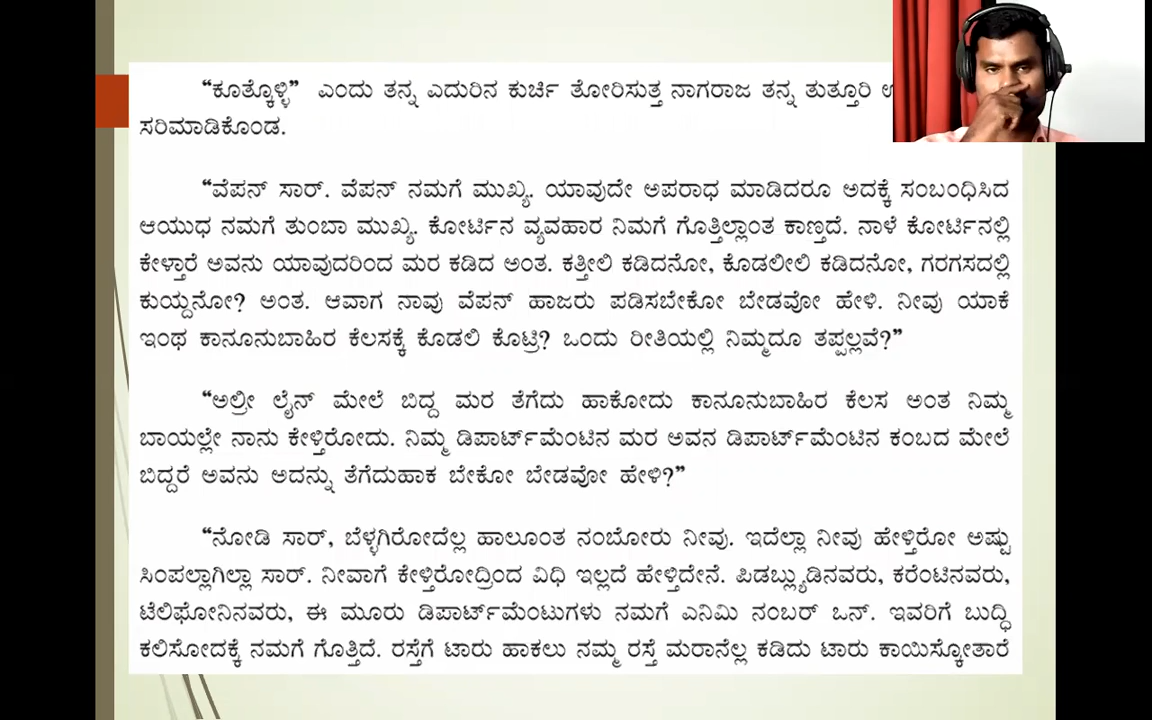 “ಕೂತ್ಕೊಳ್ಳಿ” ಎಂದು ತನ್ನ ಎದುರಿನ ಕುರ್ಚಿ ತೋರಿಸುತ್ತ ನಾಗರಾಜ ತನ್ನ ತುತ್ತೂರಿ
ಸರಿಮಾಡಿಕೊಂಡ.
“ವೆಪನ್ ಸಾರ್. ವೆಪನ್ ನಮಗೆ ಮುಖ್ಯ. ಯಾವುದೇ ಅಪರಾಧ ಮಾಡಿದರೂ ಅದಕ್ಕೆ ಸಂಬಂಧಿಸಿದ
ಆಯುಧ ನಮಗೆ ತುಂಬಾ ಮುಖ್ಯ. ಕೋರ್ಟಿನ ವ್ಯವಹಾರ ನಿಮಗೆ ಗೊತ್ತಿಲ್ಲಾಂತ ಕಾಣ್ತದೆ. ನಾಳೆ ಕೋರ್ಟಿನಲ್ಲಿ
ಕೇಳ್ತಾರೆ ಅವನು ಯಾವುದರಿಂದ ಮರ ಕಡಿದ ಅಂತ. ಕತ್ತೀಲಿ ಕಡಿದನೋ, ಕೊಡಲೀಲಿ ಕಡಿದನೋ, ಗರಗಸದಲ್ಲಿ
ಕುಯ್ದನೋ? ಅಂತ. ಆವಾಗ ನಾವು ವೆಪನ್ ಹಾಜರು ಪಡಿಸಬೇಕೋ ಬೇಡವೋ ಹೇಳಿ. ನೀವು ಯಾಕೆ
ಇಂಥ ಕಾನೂನುಬಾಹಿರ ಕೆಲಸಕ್ಕೆ ಕೊಡಲಿ ಕೊಟ್ರಿ? ಒಂದು ರೀತಿಯಲ್ಲಿ ನಿಮ್ಮದೂ ತಪ್ಪಲ್ಲವೆ?”
“ಅಲ್ರೀ ಲೈನ್ ಮೇಲೆ ಬಿದ್ದ ಮರ ತೆಗೆದು ಹಾಕೋದು ಕಾನೂನುಬಾಹಿರ ಕೆಲಸ ಅಂತ ನಿಮ್ಮ
ಬಾಯಲ್ಲೇ ನಾನು ಕೇಳ್ತಿರೋದು. ನಿಮ್ಮ ಡಿಪಾರ್ಟ್‌ಮೆಂಟಿನ ಮರ ಅವನ ಡಿಪಾರ್ಟ್‌ಮೆಂಟಿನ ಕಂಬದ ಮೇಲೆ
ಬಿದ್ದರೆ ಅವನು ಅದನ್ನು ತೆಗೆದುಹಾಕ ಬೇಕೋ ಬೇಡವೋ ಹೇಳಿ?”
“ನೋಡಿ ಸಾರ್, ಬೆಳ್ಳಗಿರೋದೆಲ್ಲ ಹಾಲೂಂತ ನಂಬೋರು ನೀವು. ಇದೆಲ್ಲಾ ನೀವು ಹೇಳ್ತಿರೋ ಅಷ್ಟು
ಸಿಂಪಲ್ಲಾಗಿಲ್ಲಾ ಸಾರ್. ನೀವಾಗೆ ಕೇಳ್ತಿರೋದ್ರಿಂದ ವಿಧಿ ಇಲ್ಲದೆ ಹೇಳ್ತಿದೇನೆ. ಪಿಡಬ್ಲ್ಯುಡಿನವರು, ಕರೆಂಟಿನವರು,
ಟೆಲಿಫೋನಿನವರು, ಈ ಮೂರು ಡಿಪಾರ್ಟ್‌ಮೆಂಟುಗಳು ನಮಗೆ ಎನಿಮಿ ನಂಬರ್ ಒನ್. ಇವರಿಗೆ ಬುದ್ಧಿ
ಕಲಿಸೋದಕ್ಕೆ ನಮಗೆ ಗೊತ್ತಿದೆ. ರಸ್ತೆಗೆ ಟಾರು ಹಾಕಲು ನಮ್ಮ ರಸ್ತೆ ಮರಾನೆಲ್ಲ ಕಡಿದು ಟಾರು ಕಾಯಿಸ್ಕೋತಾರೆ